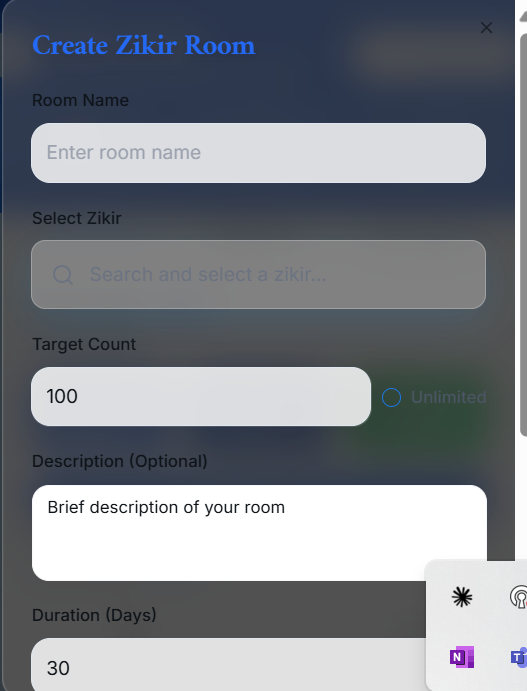 Create Zikir Room
Room Name
Enter room name
Select Zikir
Search and select a zikir...
Target Count
100
Unlimited
Description (Optional)
Brief description of your room
Duration (Days)
30
N
T